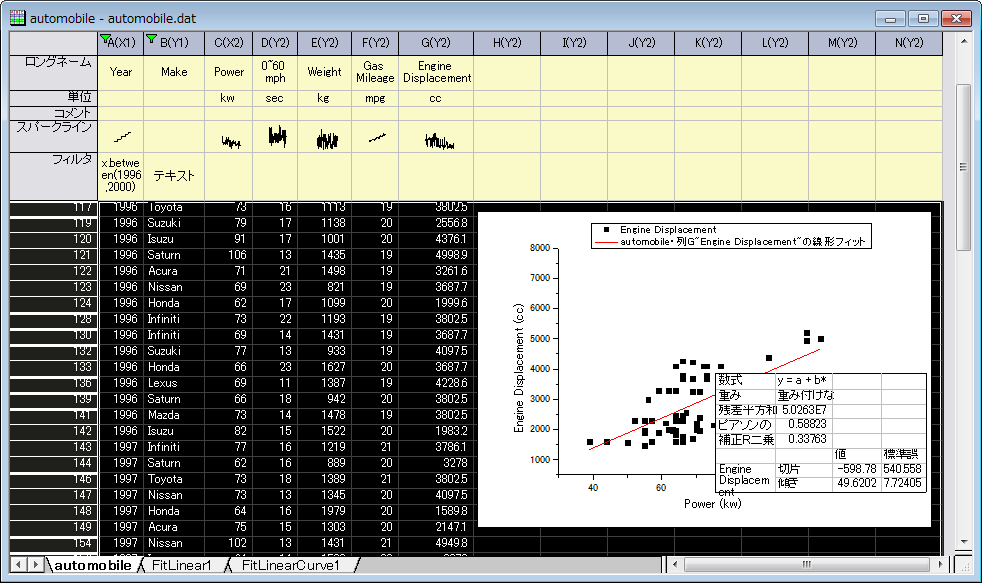 automobile - automobile.dat
A(X1) B(Y1) C(X2) D(Y2) E(Y2) F(Y2) G(Y2) H(Y2) I(Y2) J(Y2) K(Y2) L(Y2) M(Y2) N(Y2)
ロングネーム Year Make Power 0~60 mph Weight Gas Mileage Engine Displacement
単位 kw sec kg mpg cc
コメント
スパークライン
フィルタ x.between(1996,2000) テキスト
117 1996 Toyota 73 16 1113 19 3802.5
119 1996 Suzuki 79 17 1138 20 2556.8
120 1996 Isuzu 91 17 1001 20 4376.1
121 1996 Saturn 106 13 1435 19 4998.9
122 1996 Acura 71 21 1498 19 3261.6
123 1996 Nissan 69 23 821 19 3687.7
124 1996 Honda 62 17 1099 20 1999.6
128 1996 Infiniti 73 22 1193 19 3802.5
130 1996 Infiniti 69 14 1431 19 3687.7
132 1996 Suzuki 77 13 933 19 4097.5
133 1996 Honda 66 23 1627 20 3687.7
136 1996 Lexus 69 11 1387 19 4228.6
139 1996 Saturn 66 18 942 20 3802.5
141 1996 Mazda 73 14 1478 19 3802.5
142 1996 Isuzu 82 15 1522 20 1983.2
143 1997 Infiniti 77 16 1219 21 3786.1
144 1997 Saturn 62 16 889 20 3278
146 1997 Toyota 73 18 1389 21 3802.5
147 1997 Nissan 73 13 1345 20 4097.5
148 1997 Honda 64 16 1979 20 1589.8
149 1997 Acura 75 15 1303 20 2147.1
154 1997 Nissan 102 13 1431 21 4949.8
Engine Displacement
automobile・列G"Engine Displacement"の線形フィット
8000
7000
6000
5000
4000
3000
2000
1000
Engine Displacement (cc)
40 60
Power (kw)
数式 y = a + b*
重み 重み付けな
残差平方和 5.0263E7
ピアソンの 0.58823
補正R二乗 0.33763
値 標準誤
Engine Displacement 切片 -598.78 540.558
傾き 49.6202 7.72405
automobile FitLinear1 FitLinearCurve1